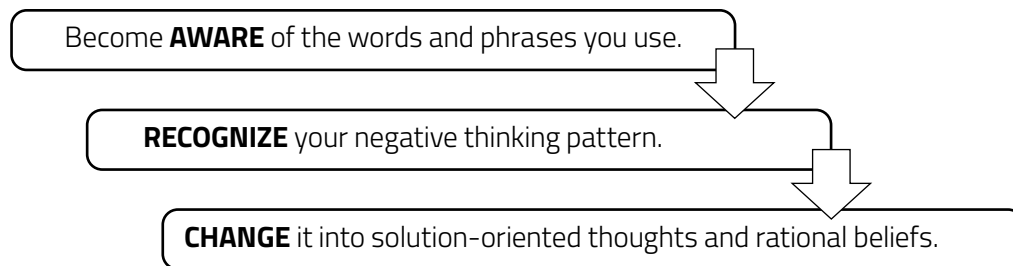 Become AWARE of the words and phrases you use.
RECOGNIZE your negative thinking pattern.
CHANGE it into solution-oriented thoughts and rational beliefs.